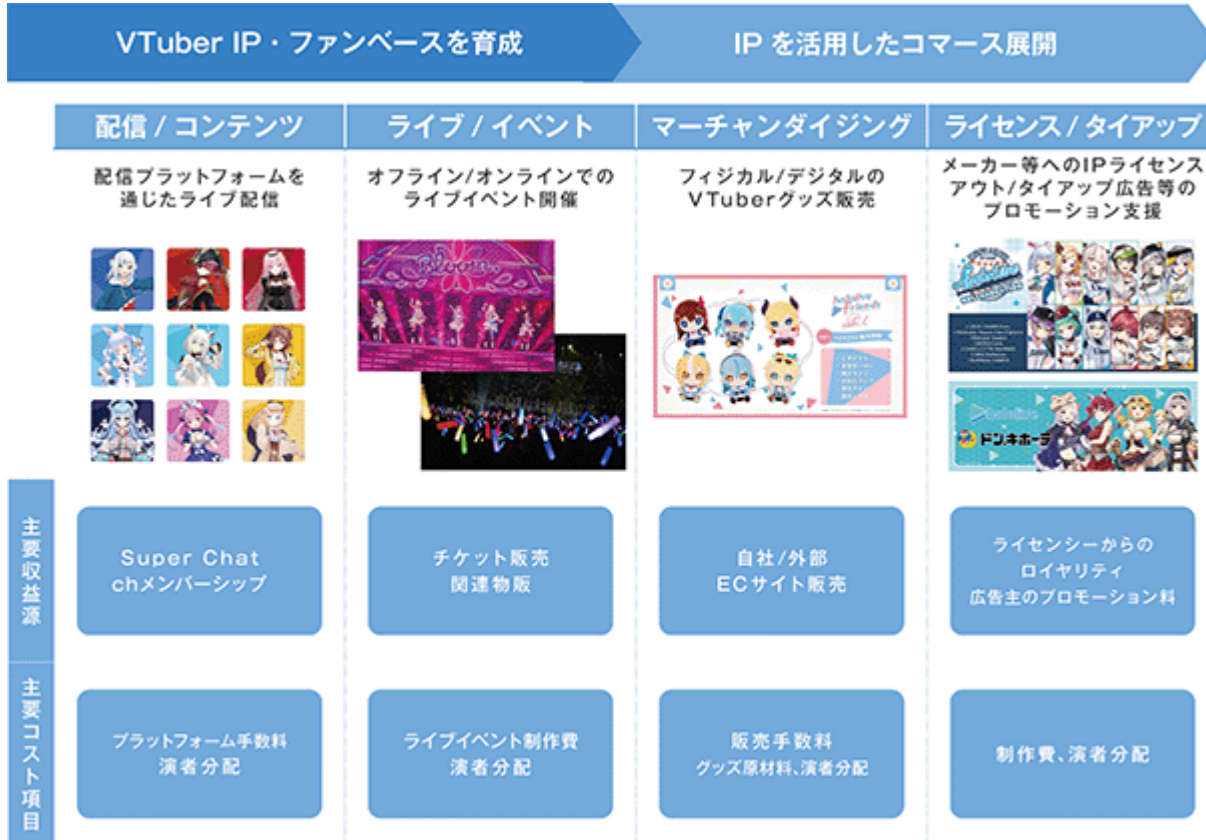 VTuber IP・ファンベースを育成
IP を活用したコマース展開
配信 / コンテンツ
ライブ / イベント
マーチャンダイジング
ライセンス / タイアップ
配信プラットフォームを
通じたライブ配信
オフライン/オンラインでの
ライブイベント開催
フィジカル/デジタルの
VTuberグッズ販売
メーカー等へのIPライセンス
アウト/タイアップ広告等の
プロモーション支援
Bloom,
hololive
ドン.キホーテ
主要収益源
Super Chat
chメンバーシップ
チケット販売
関連物販
自社/外部
ECサイト販売
ライセンシーからの
ロイヤリティ
広告主のプロモーション料
主要コスト項目
プラットフォーム手数料
演者分配
ライブイベント制作費
演者分配
販売手数料
グッズ原材料、演者分配
制作費、演者分配